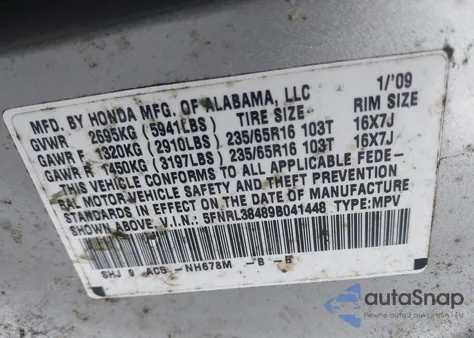 MFD. BY HONDA MFG. OF ALABAMA, LLC 1/'09
GVWR 2695KG (5941LBS) TIRE SIZE RIM SIZE
GAWR F 1320KG (2910LBS) 235/65R16 103T 16X7J
GAWR R 1450KG (3197LBS) 235/65R16 103T 16X7J
THIS VEHICLE CONFORMS TO ALL APPLICABLE FEDE-
RAL MOTOR VEHICLE SAFETY AND THEFT PREVENTION
STANDARDS IN EFFECT ON THE DATE OF MANUFACTURE
SHOWN ABOVE. V.I.N.: 5FNRL38489B041448 TYPE:MPV
SHJ 9 AC5 -NH678M -B -B
autoSnap